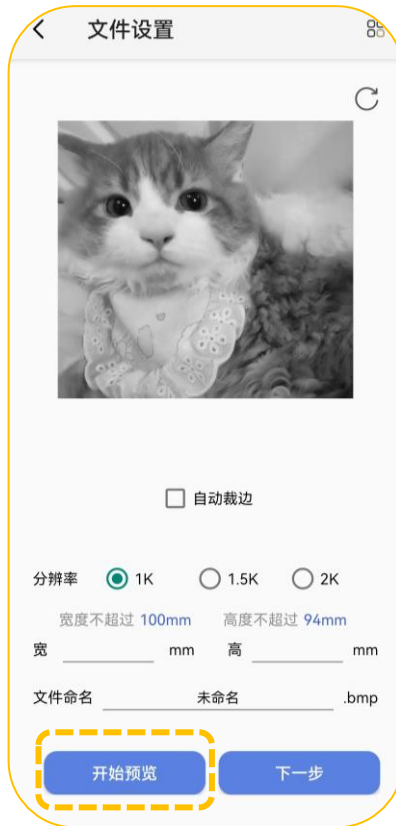 文件设置
自动裁边
分辨率 1K 1.5K 2K
宽度不超过 100mm 高度不超过 94mm
宽 mm 高 mm
文件命名 未命名 .bmp
开始预览 下一步